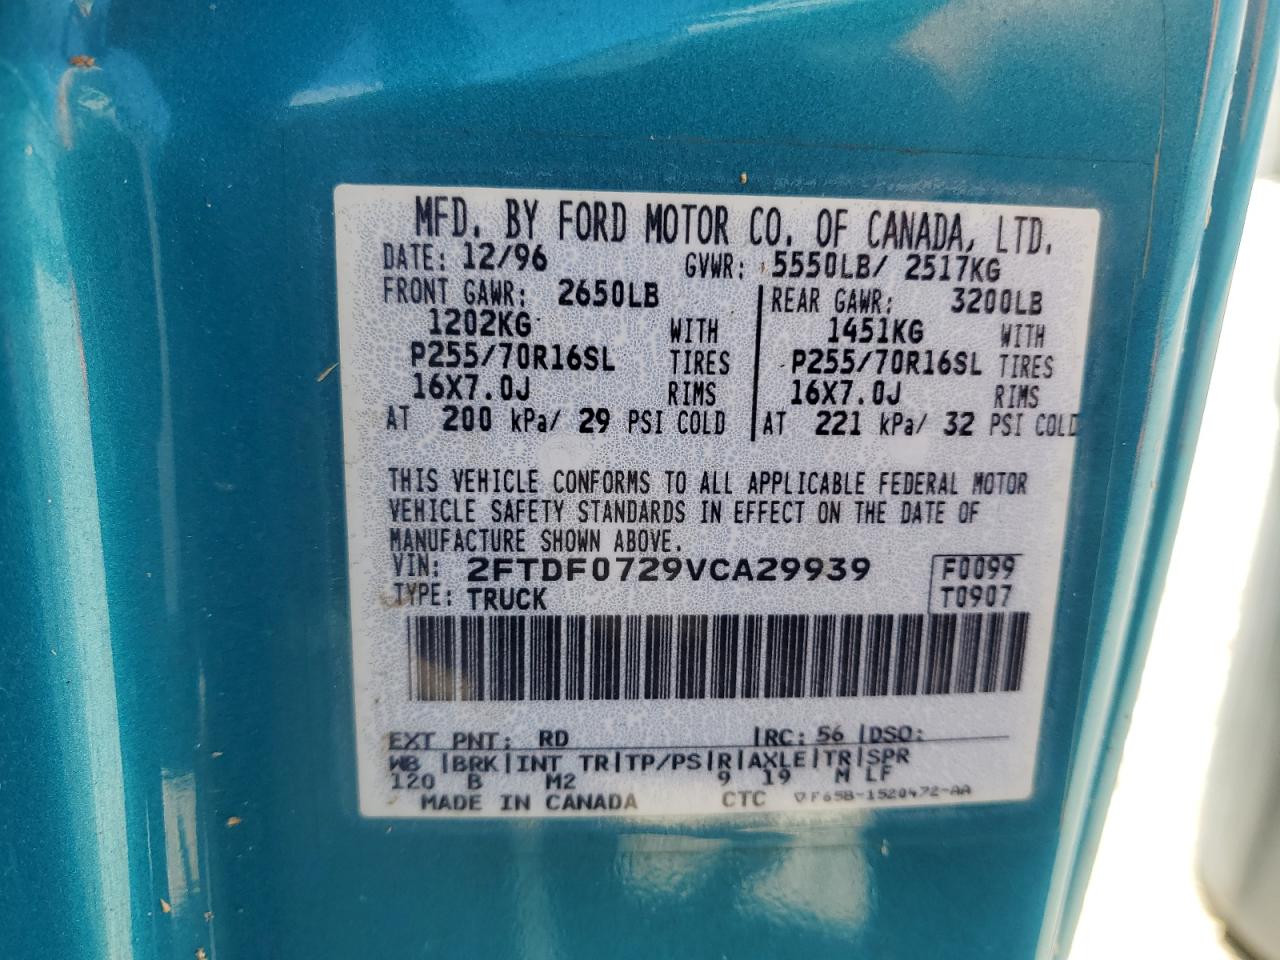 MFD. BY FORD MOTOR CO. OF CANADA, LTD.
DATE: 12/96 GVWR: 5550LB/ 2517KG
FRONT GAWR: 2650LB REAR GAWR: 3200LB
1202KG WITH 1451KG WITH
P255/70R16SL TIRES P255/70R16SL TIRES
16X7.0J RIMS 16X7.0J RIMS
AT 200 kPa/ 29 PSI COLD AT 221 kPa/ 32 PSI COLD
THIS VEHICLE CONFORMS TO ALL APPLICABLE FEDERAL MOTOR
VEHICLE SAFETY STANDARDS IN EFFECT ON THE DATE OF
MANUFACTURE SHOWN ABOVE.
VIN: 2FTDF0729VCA29939 F0099
TYPE: TRUCK T0907
EXT PNT: RD RC: 56 DSO:
WB BRK INT TR TP/PS R AXLE TR SPR
120 B M2 9 19 M LF
MADE IN CANADA CTC F65B-1520472-AA